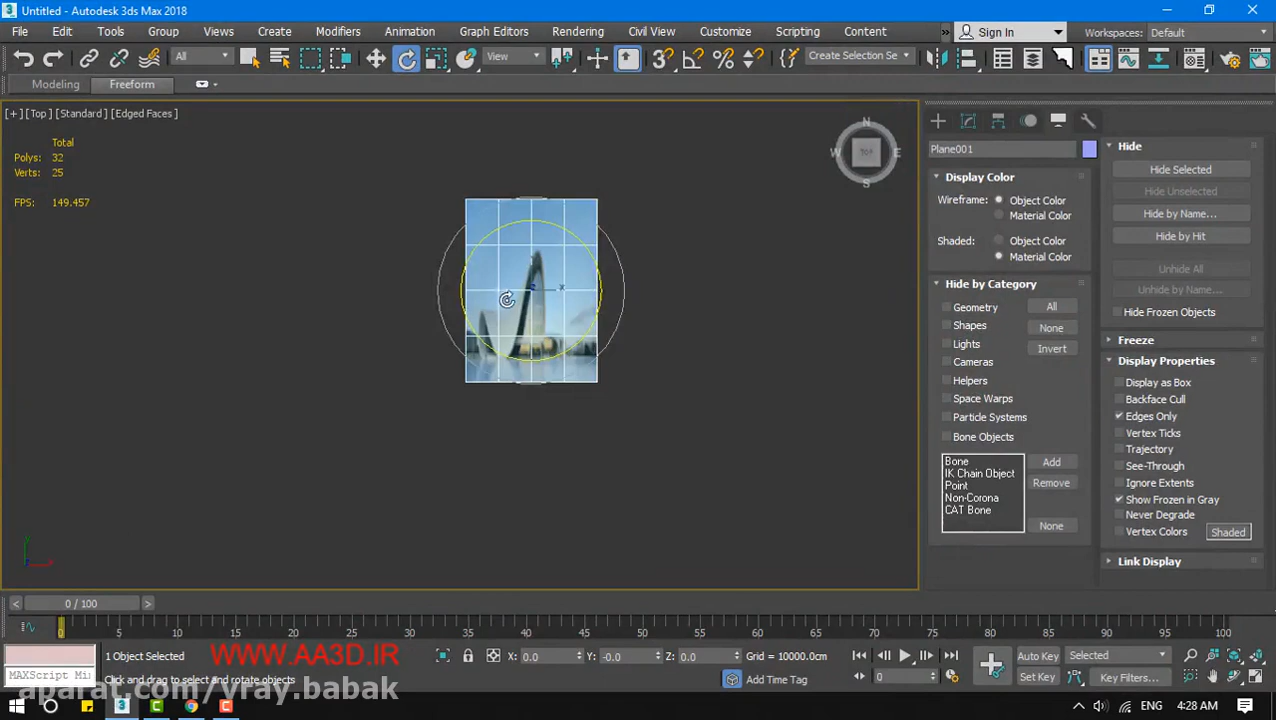 Untitled - Autodesk 3ds Max 2018
File Edit Tools Group Views Create Modifiers Animation Graph Editors Rendering Civil View Customize Scripting Content » Sign In Workspaces: Default
All View Create Selection Se
Modeling Freeform
[+] [Top] [Standard] [Edged Faces]
Total
Polys: 32
Verts: 25
FPS: 149.457
N
W TOP E
S
x
y
Plane001
Display Color
Wireframe: Object Color
Material Color
Shaded: Object Color
Material Color
Hide by Category
Geometry All
Shapes None
Lights Invert
Cameras
Helpers
Space Warps
Particle Systems
Bone Objects
Bone Add
IK Chain Object Remove
Point
Non-Corona
CAT Bone
None
Hide
Hide Selected
Hide Unselected
Hide by Name...
Hide by Hit
Unhide All
Unhide by Name...
Hide Frozen Objects
Freeze
Display Properties
Display as Box
Backface Cull
Edges Only
Vertex Ticks
Trajectory
See-Through
Ignore Extents
Show Frozen in Gray
Never Degrade
Vertex Colors Shaded
Link Display
< 0 / 100 >
0 5 10 15 20 25 30 35 40 45 50 55 60 65 70 75 80 85 90 95 100
1 Object Selected WWW.AA3D.IR X: 0.0 Y: -0.0 Z: 0.0 Grid = 10000.0cm Auto Key Selected
MAXScript Mi Click and drag to select and rotate objects Add Time Tag 0 Set Key Key Filters...
aparat.com/vray.babak
ENG 4:28 AM